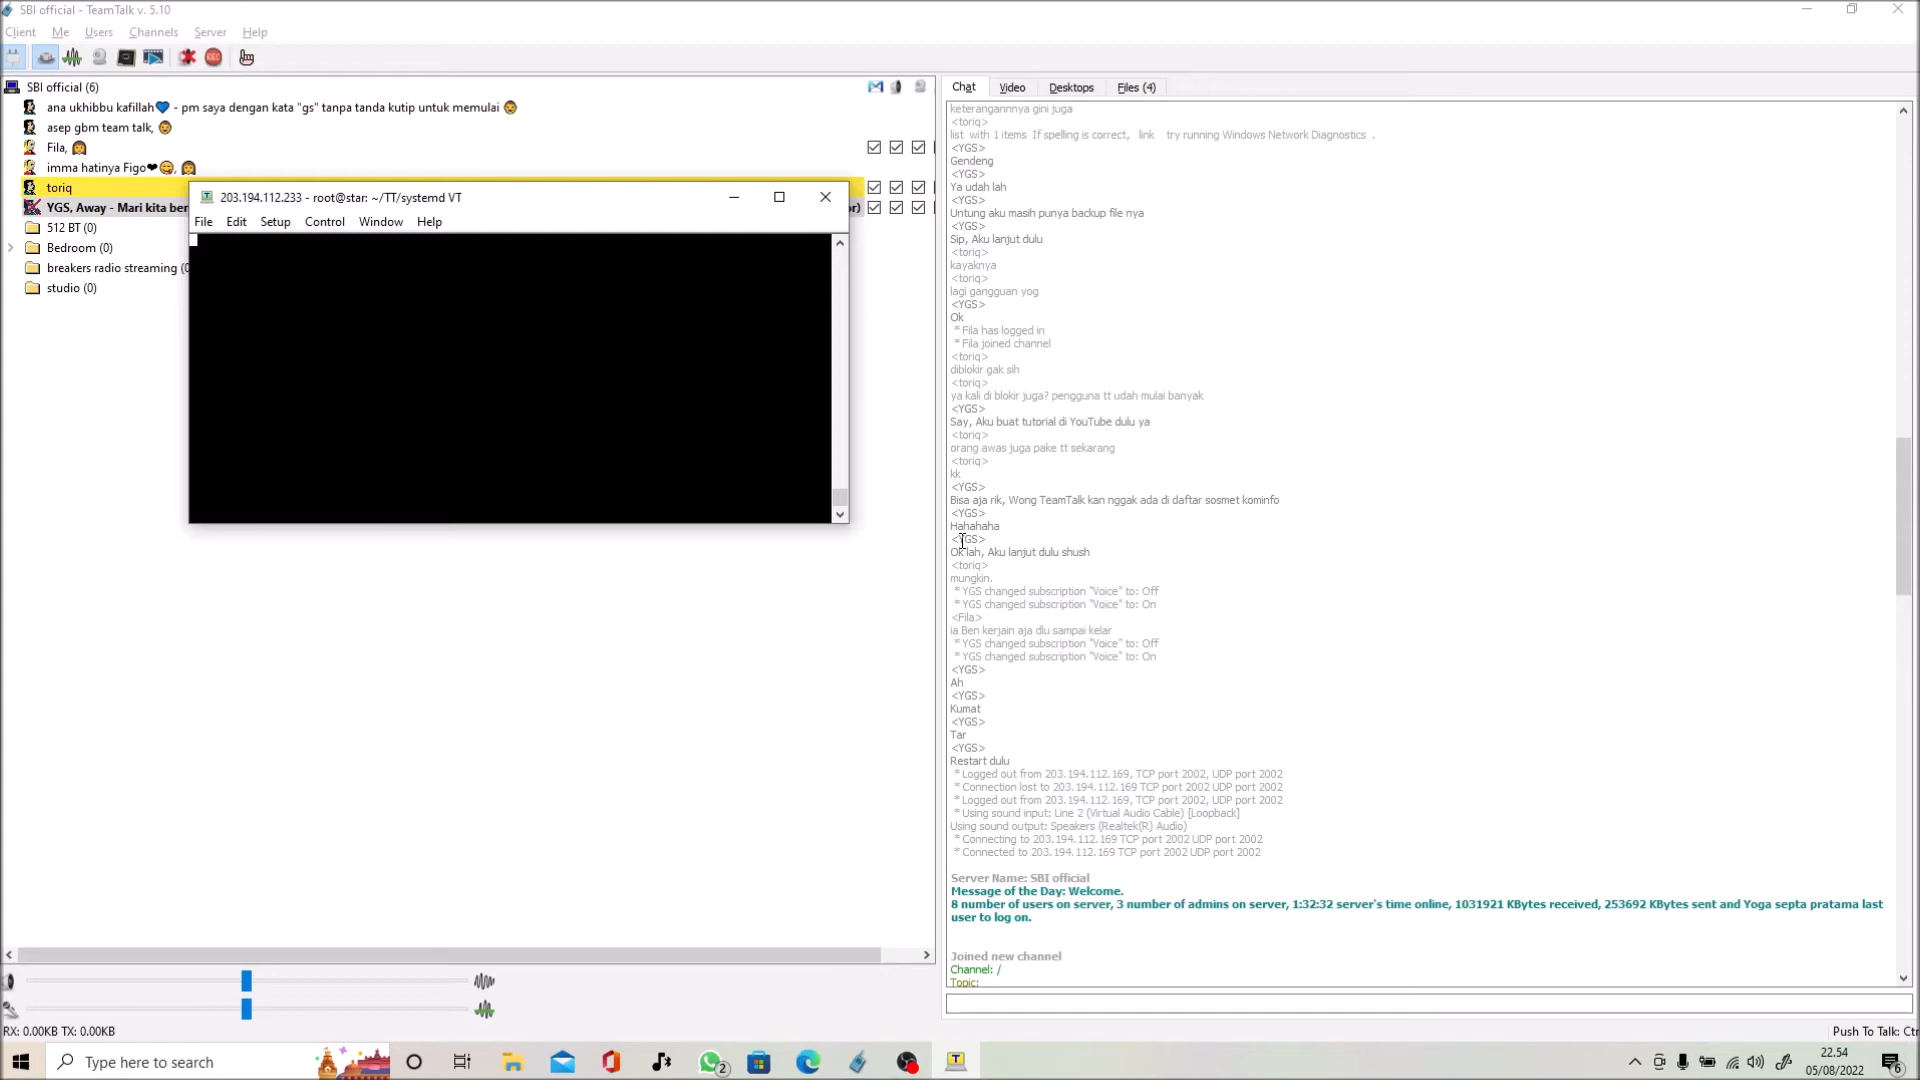 SBI official - TeamTalk v. 5.10
Client Me Users Channels Server Help
SBI official (6)
ana ukhibbu kafillah💙 - pm saya dengan kata "gs" tanpa tanda kutip untuk memulai
asep gbm team talk,
Fila,
imma hatinya Figo❤😋,
toriq
YGS, Away - Mari kita ber
512 BT (0)
Bedroom (0)
breakers radio streaming (0
studio (0)
203.194.112.233 - root@star: ~/TT/systemd VT
File Edit Setup Control Window Help
Chat Video Desktops Files (4)
keterangannnya gini juga
<toriq>
list with 1 items If spelling is correct, link try running Windows Network Diagnostics .
<YGS>
Gendeng
<YGS>
Ya udah lah
<YGS>
Untung aku masih punya backup file nya
<YGS>
Sip, Aku lanjut dulu
<toriq>
kayaknya
<toriq>
lagi gangguan yog
<YGS>
Ok
* Fila has logged in
* Fila joined channel
<toriq>
diblokir gak sih
<toriq>
ya kali di blokir juga? pengguna tt udah mulai banyak
<YGS>
Say, Aku buat tutorial di YouTube dulu ya
<toriq>
orang awas juga pake tt sekarang
<toriq>
kk
<YGS>
Bisa aja rik, Wong TeamTalk kan nggak ada di daftar sosmet kominfo
<YGS>
Hahahaha
<YGS>
Ok lah, Aku lanjut dulu shush
<toriq>
mungkin.
* YGS changed subscription "Voice" to: Off
* YGS changed subscription "Voice" to: On
<Fila>
ia Ben kerjain aja dlu sampai kelar
* YGS changed subscription "Voice" to: Off
* YGS changed subscription "Voice" to: On
<YGS>
Ah
<YGS>
Kumat
<YGS>
Tar
<YGS>
Restart dulu
* Logged out from 203.194.112.169, TCP port 2002, UDP port 2002
* Connection lost to 203.194.112.169 TCP port 2002 UDP port 2002
* Logged out from 203.194.112.169, TCP port 2002, UDP port 2002
* Using sound input: Line 2 (Virtual Audio Cable) [Loopback]
Using sound output: Speakers (Realtek(R) Audio)
* Connecting to 203.194.112.169 TCP port 2002 UDP port 2002
* Connected to 203.194.112.169 TCP port 2002 UDP port 2002
Server Name: SBI official
Message of the Day: Welcome.
8 number of users on server, 3 number of admins on server, 1:32:32 server's time online, 1031921 KBytes received, 253692 KBytes sent and Yoga septa pratama last
user to log on.
Joined new channel
Channel: /
Topic:
RX: 0.00KB TX: 0.00KB
Push To Talk: Ctr
Type here to search
2
22.54
05/08/2022
6